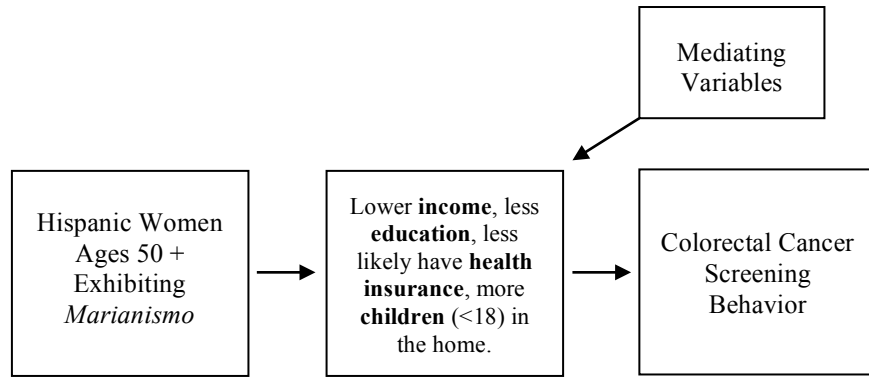 Mediating
Variables
Hispanic Women
Ages 50 +
Exhibiting
Marianismo
Lower income, less
education, less
likely have health
insurance, more
children (<18) in
the home.
Colorectal Cancer
Screening
Behavior